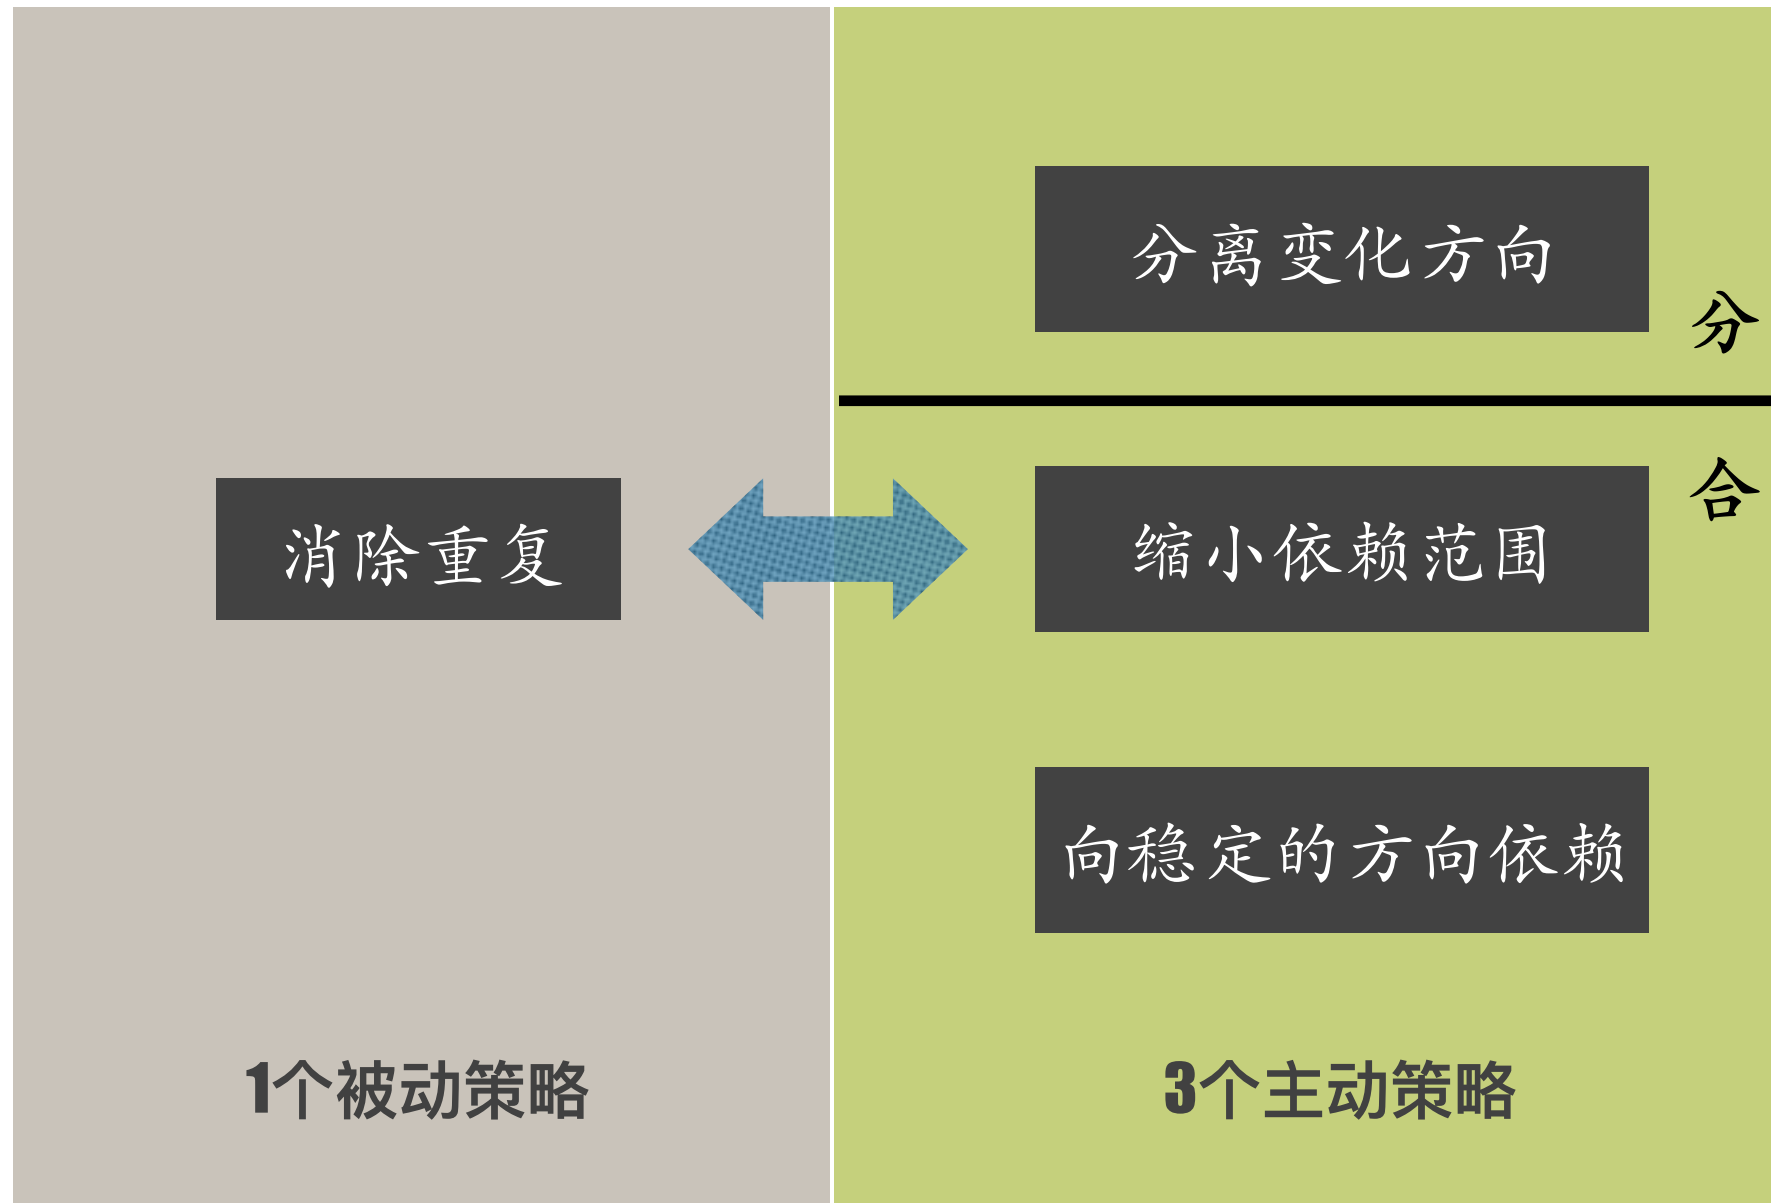 消除重复
1个被动策略
分离变化方向
分
合
缩小依赖范围
向稳定的方向依赖
3个主动策略